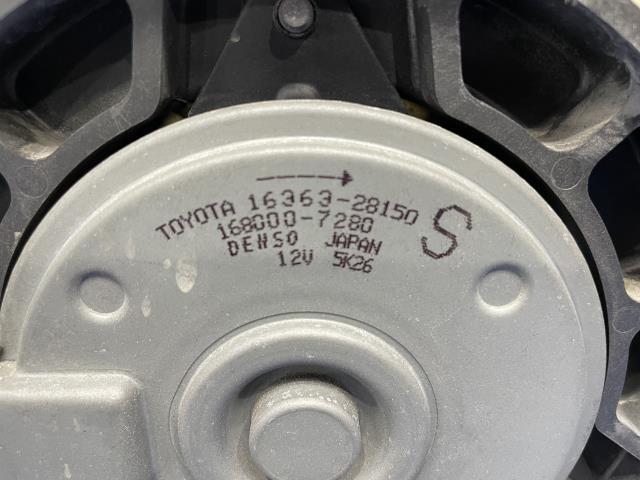 TOYOTA 16363-28150
168000-7280
DENSO JAPAN
12V 5K26
S